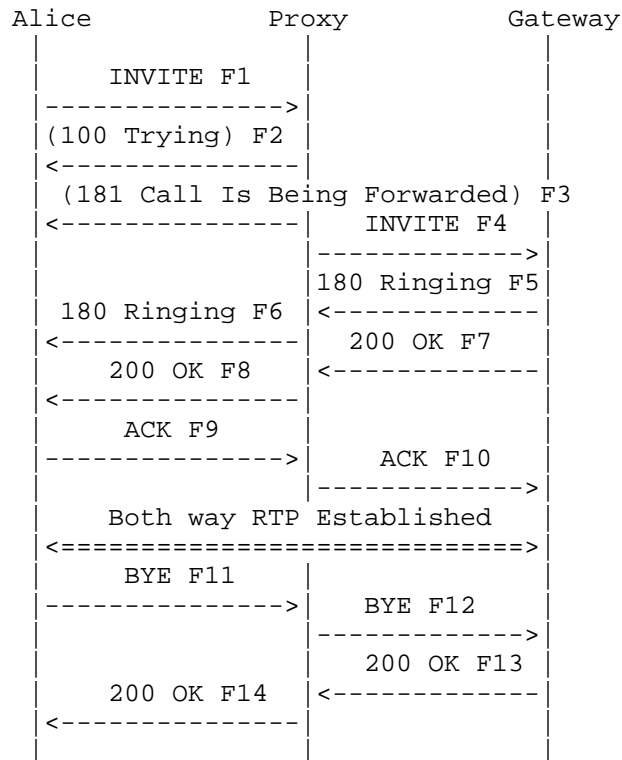 Alice Proxy Gateway
INVITE F1
(100 Trying) F2
(181 Call Is Being Forwarded) F3
INVITE F4
180 Ringing F5
180 Ringing F6
200 OK F7
200 OK F8
ACK F9
ACK F10
Both way RTP Established
BYE F11
BYE F12
200 OK F13
200 OK F14